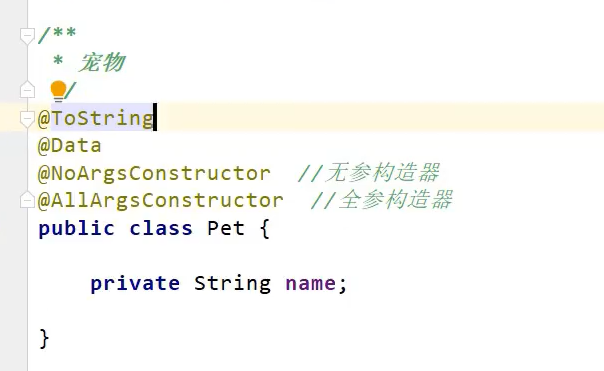 /**
 * 宠物
 */
@ToString
@Data
@NoArgsConstructor  //无参构造器
@AllArgsConstructor  //全参构造器
public class Pet {
    private String name;
}